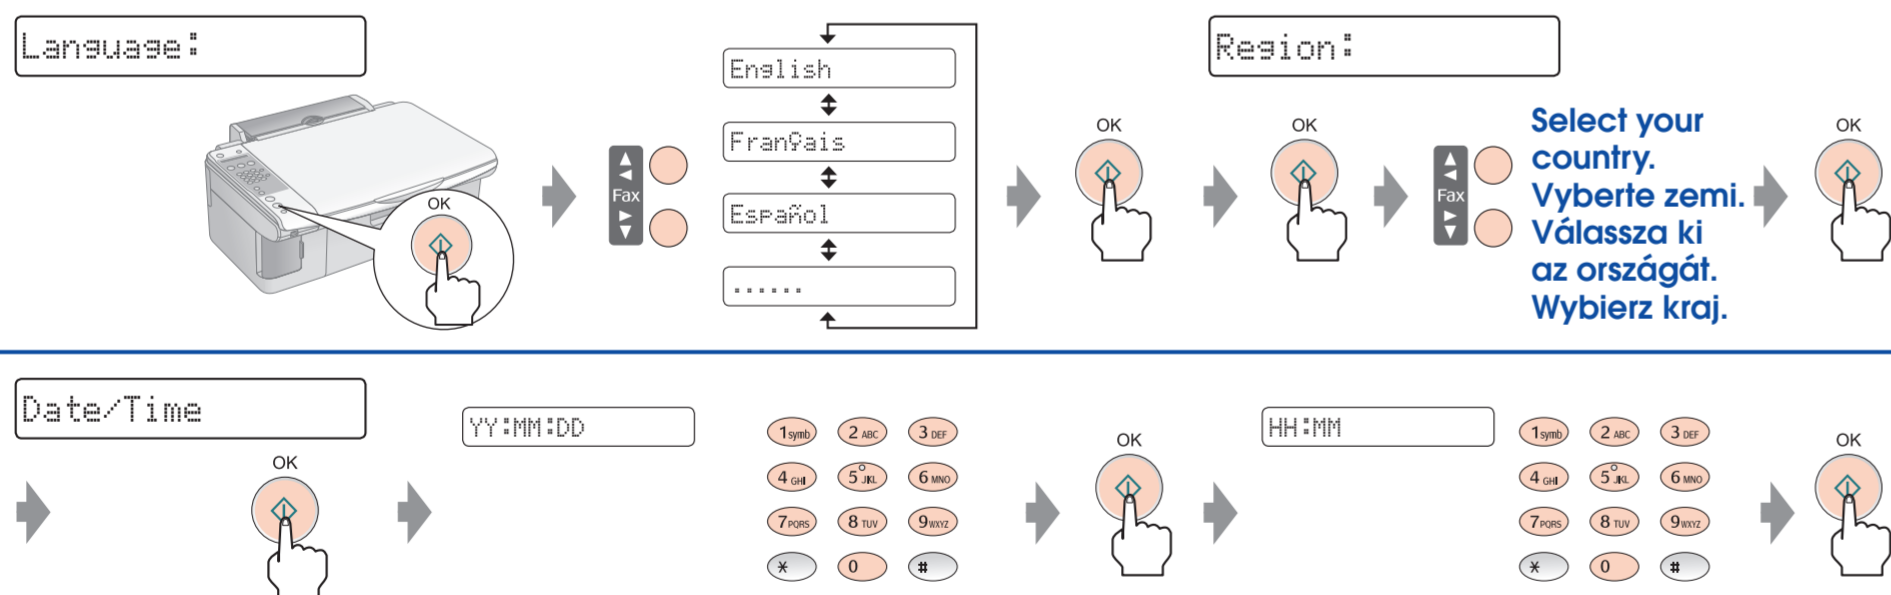 Language:
OK
Fax
English
Français
Español
......
OK
Region:
OK
Fax
Select your
country.
Vyberte zemi.
Válassza ki
az országát.
Wybierz kraj.
OK
Date/Time
OK
YY:MM:DD
1 symb 2 ABC 3 DEF
4 GHI 5 JKL 6 MNO
7 PQRS 8 TUV 9 WXYZ
* 0 #
OK
HH:MM
1 symb 2 ABC 3 DEF
4 GHI 5 JKL 6 MNO
7 PQRS 8 TUV 9 WXYZ
* 0 #
OK